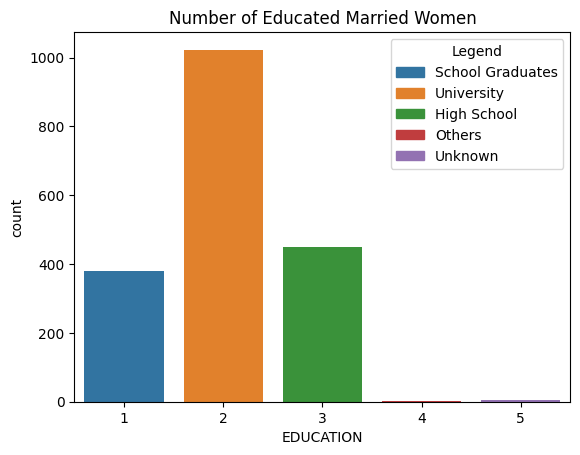 Number of Educated Married Women
Legend
School Graduates
University
High School
Others
Unknown
1000
800
600
400
200
0
count
1 2 3 4 5
EDUCATION